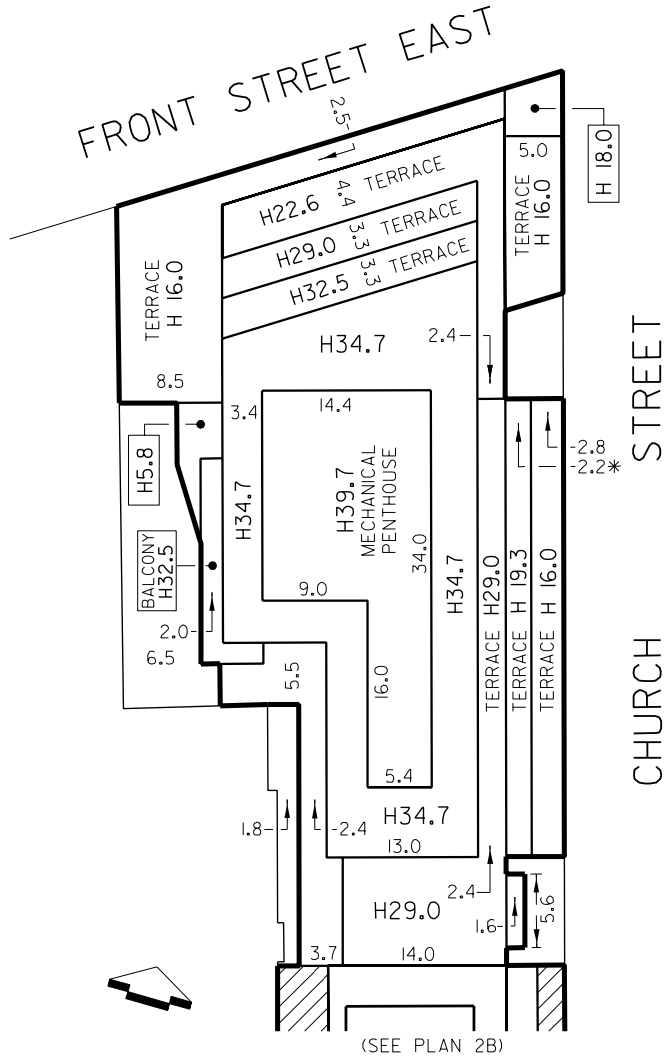 FRONT STREET EAST
2.5
H 18.0
5.0
H22.6 4.4 TERRACE
H29.0 3.3 TERRACE
H32.5 3.3 TERRACE
TERRACE
H 16.0
TERRACE
H 16.0
H34.7
2.4
8.5
3.4
14.4
H5.8
H34.7
H39.7
MECHANICAL
PENTHOUSE
34.0
H34.7
TERRACE H29.0
TERRACE H 19.3
TERRACE H 16.0
2.8
2.2*
CHURCH STREET
BALCONY
H32.5
2.0
6.5
9.0
5.5
16.0
5.4
H34.7
1.8
2.4
13.0
2.4
1.6
5.6
H29.0
3.7
14.0
(SEE PLAN 2B)